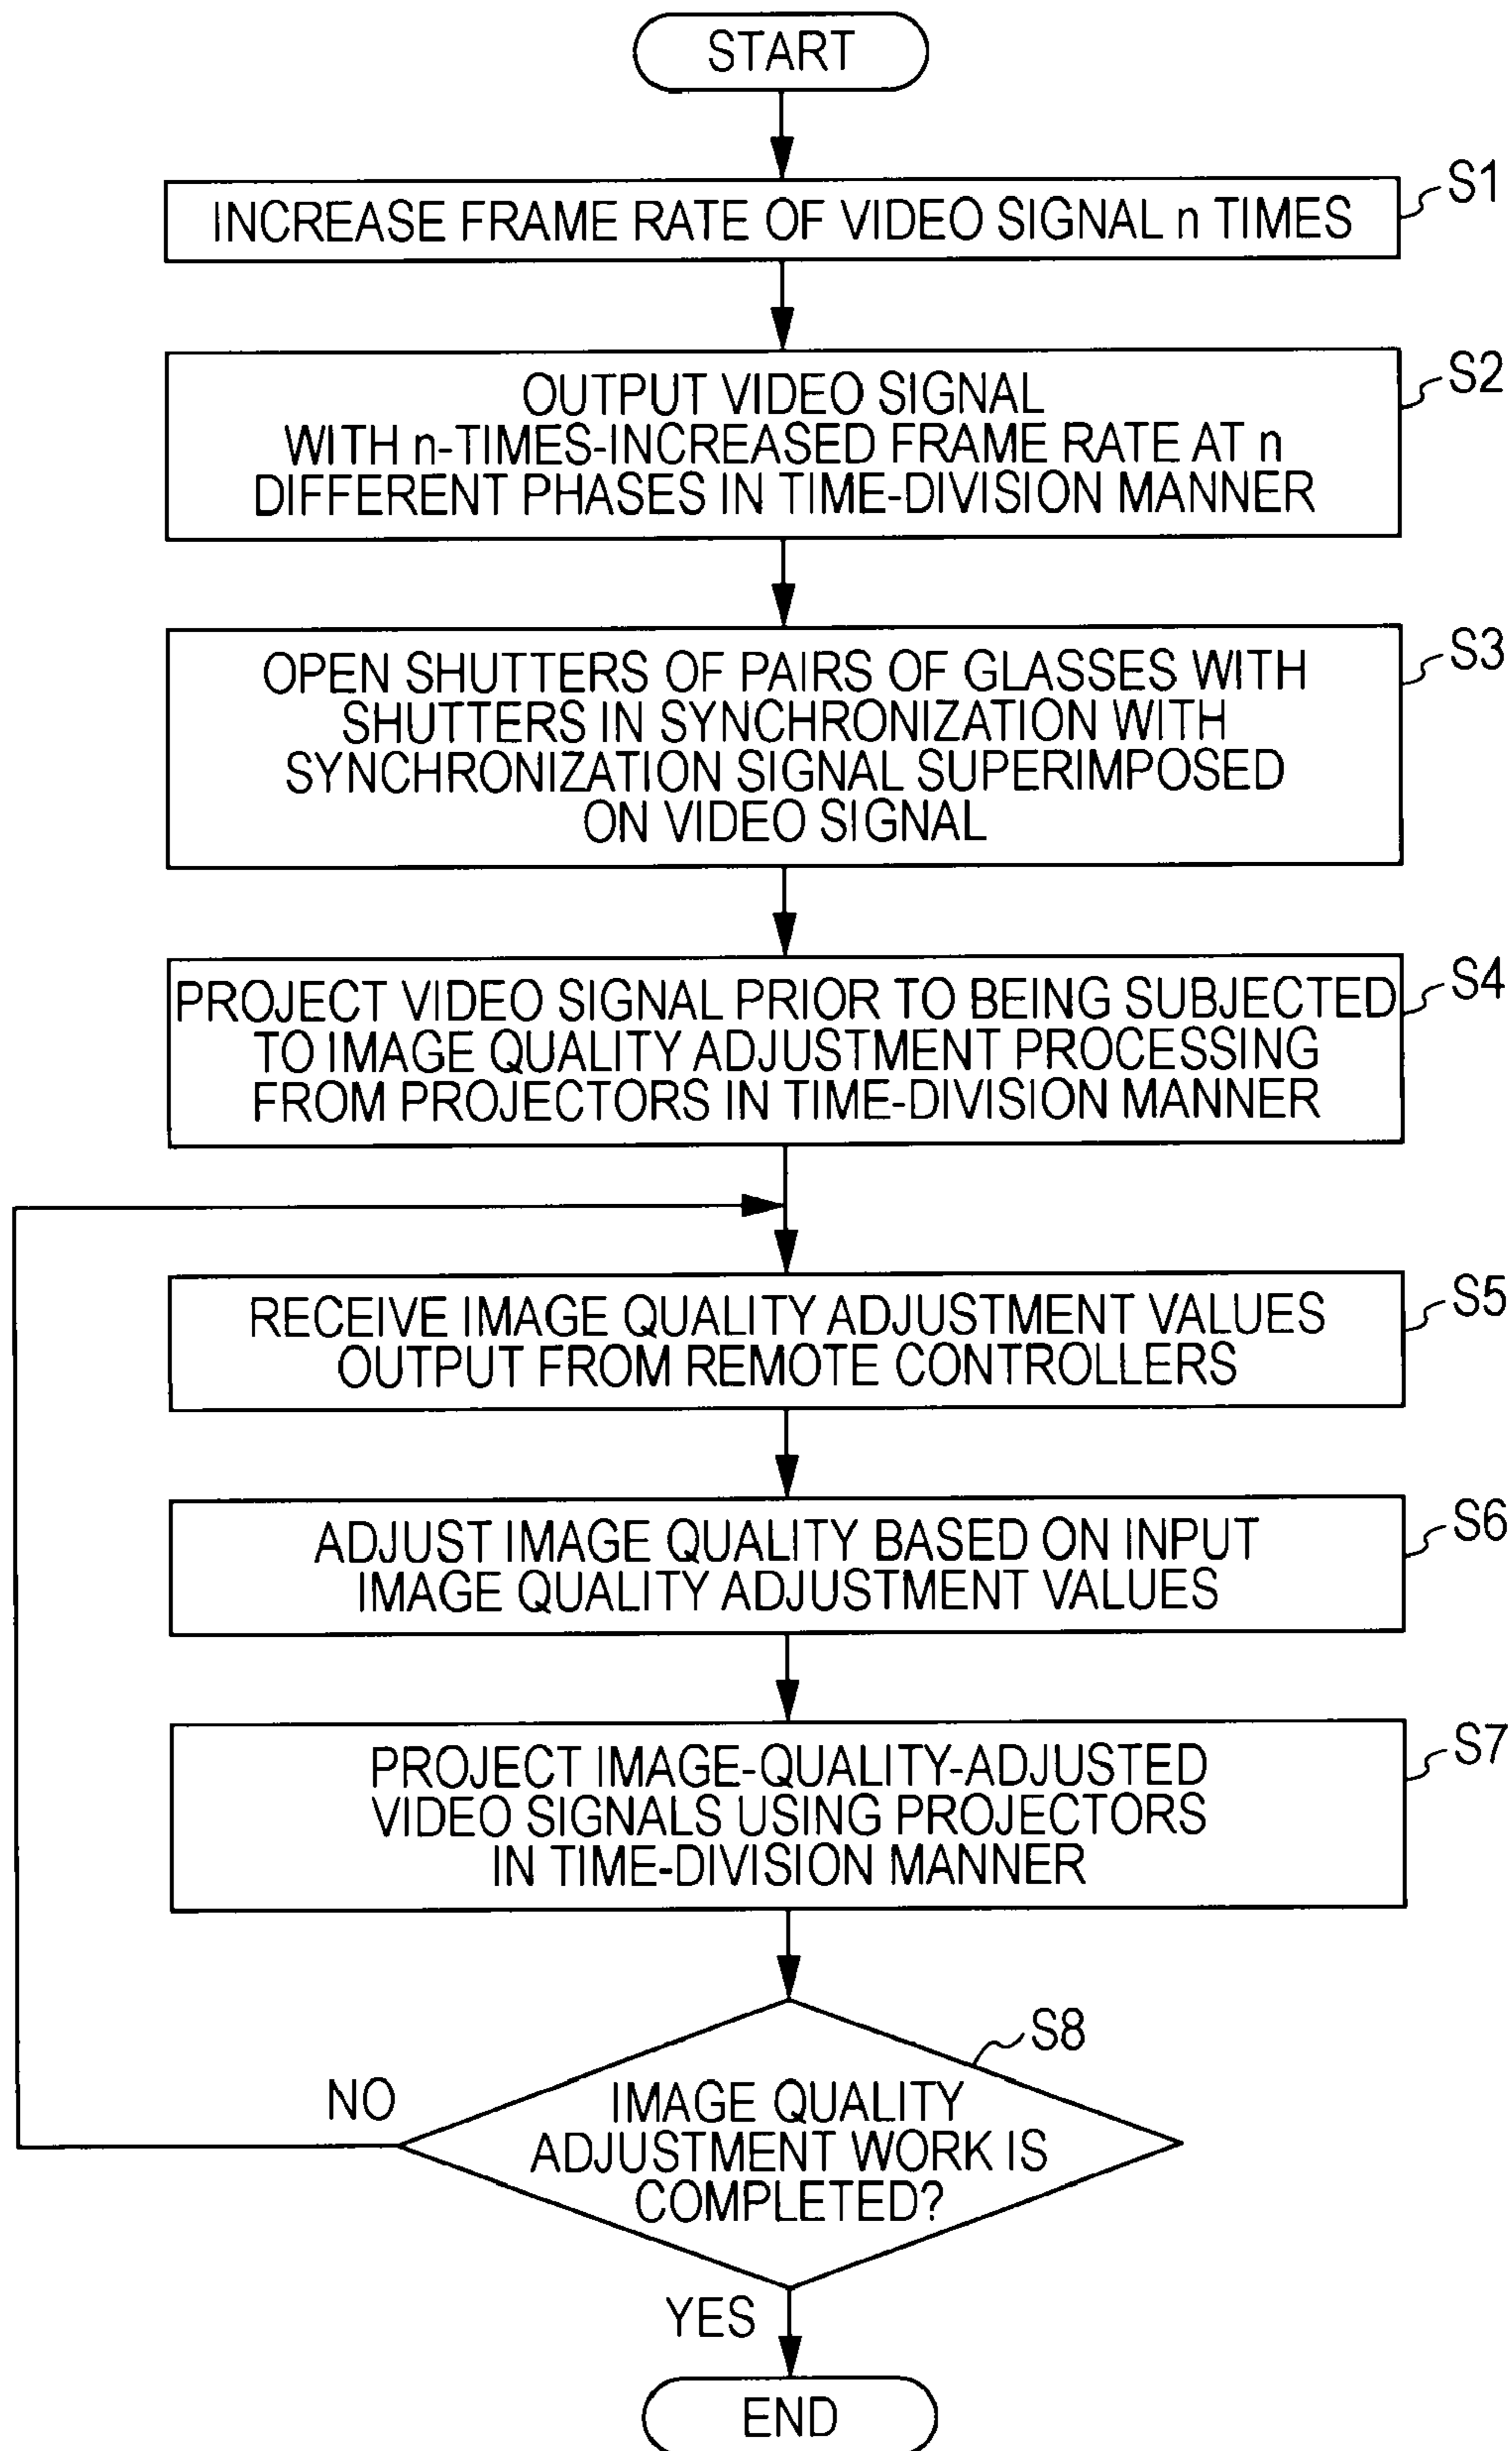 START
S1
INCREASE FRAME RATE OF VIDEO SIGNAL n TIMES
S2
OUTPUT VIDEO SIGNAL
WITH n-TIMES-INCREASED FRAME RATE AT n
DIFFERENT PHASES IN TIME-DIVISION MANNER
S3
OPEN SHUTTERS OF PAIRS OF GLASSES WITH
SHUTTERS IN SYNCHRONIZATION WITH
SYNCHRONIZATION SIGNAL SUPERIMPOSED
ON VIDEO SIGNAL
S4
PROJECT VIDEO SIGNAL PRIOR TO BEING SUBJECTED
TO IMAGE QUALITY ADJUSTMENT PROCESSING
FROM PROJECTORS IN TIME-DIVISION MANNER
S5
RECEIVE IMAGE QUALITY ADJUSTMENT VALUES
OUTPUT FROM REMOTE CONTROLLERS
S6
ADJUST IMAGE QUALITY BASED ON INPUT
IMAGE QUALITY ADJUSTMENT VALUES
S7
PROJECT IMAGE-QUALITY-ADJUSTED
VIDEO SIGNALS USING PROJECTORS
IN TIME-DIVISION MANNER
S8
NO
IMAGE QUALITY
ADJUSTMENT WORK IS
COMPLETED?
YES
END